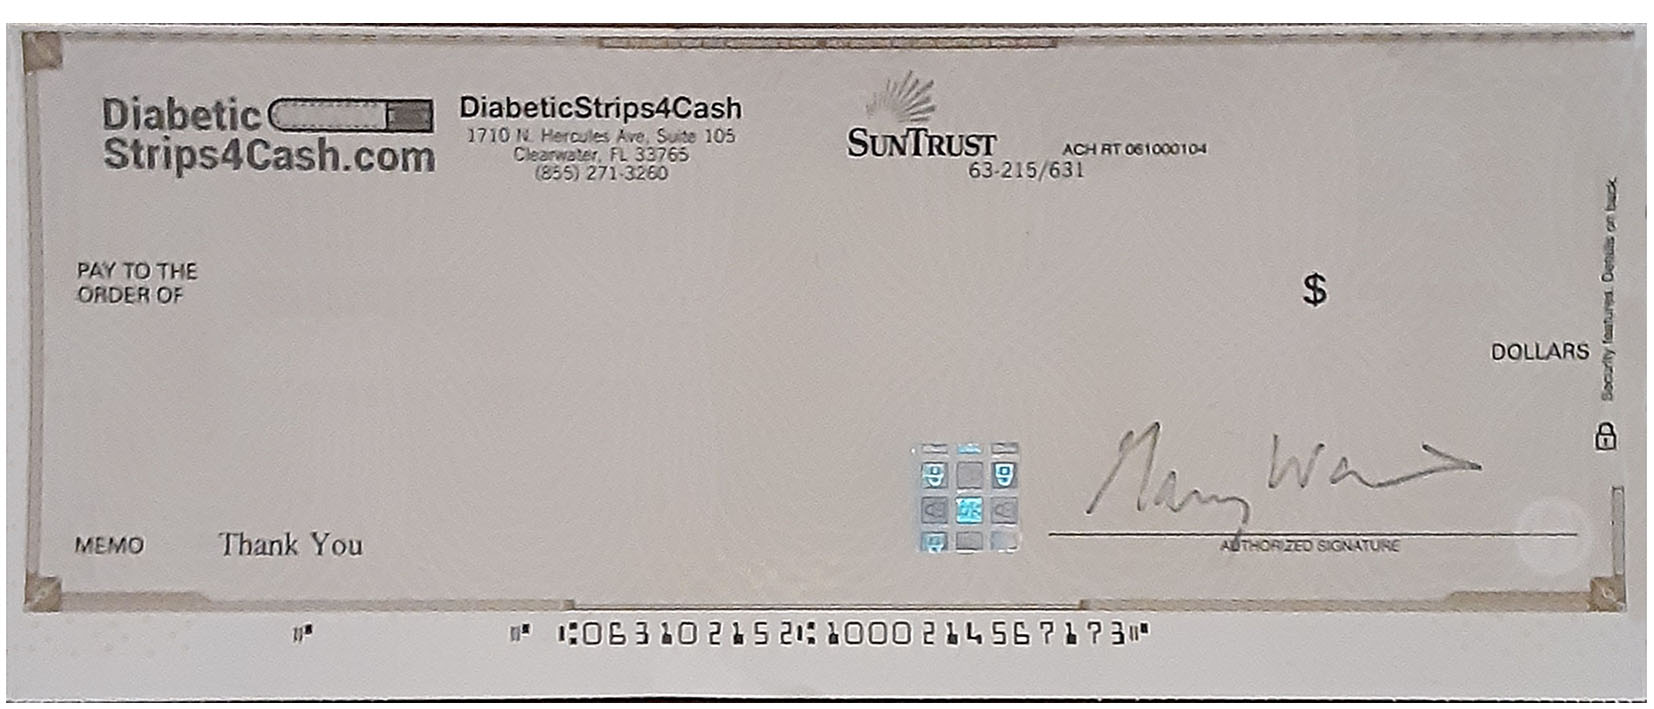 Diabetic
Strips4Cash.com
DiabeticStrips4Cash
1710 N. Hercules Ave, Suite 105
Clearwater, FL 33765
(855) 271-3260
SUNTRUST
ACH RT 061000104
63-215/631
PAY TO THE
ORDER OF
$
DOLLARS
Security features. Details on back.
MEMO Thank You
AUTHORIZED SIGNATURE
⑈ ⑈ ⑆063102152⑆1000214567173⑈